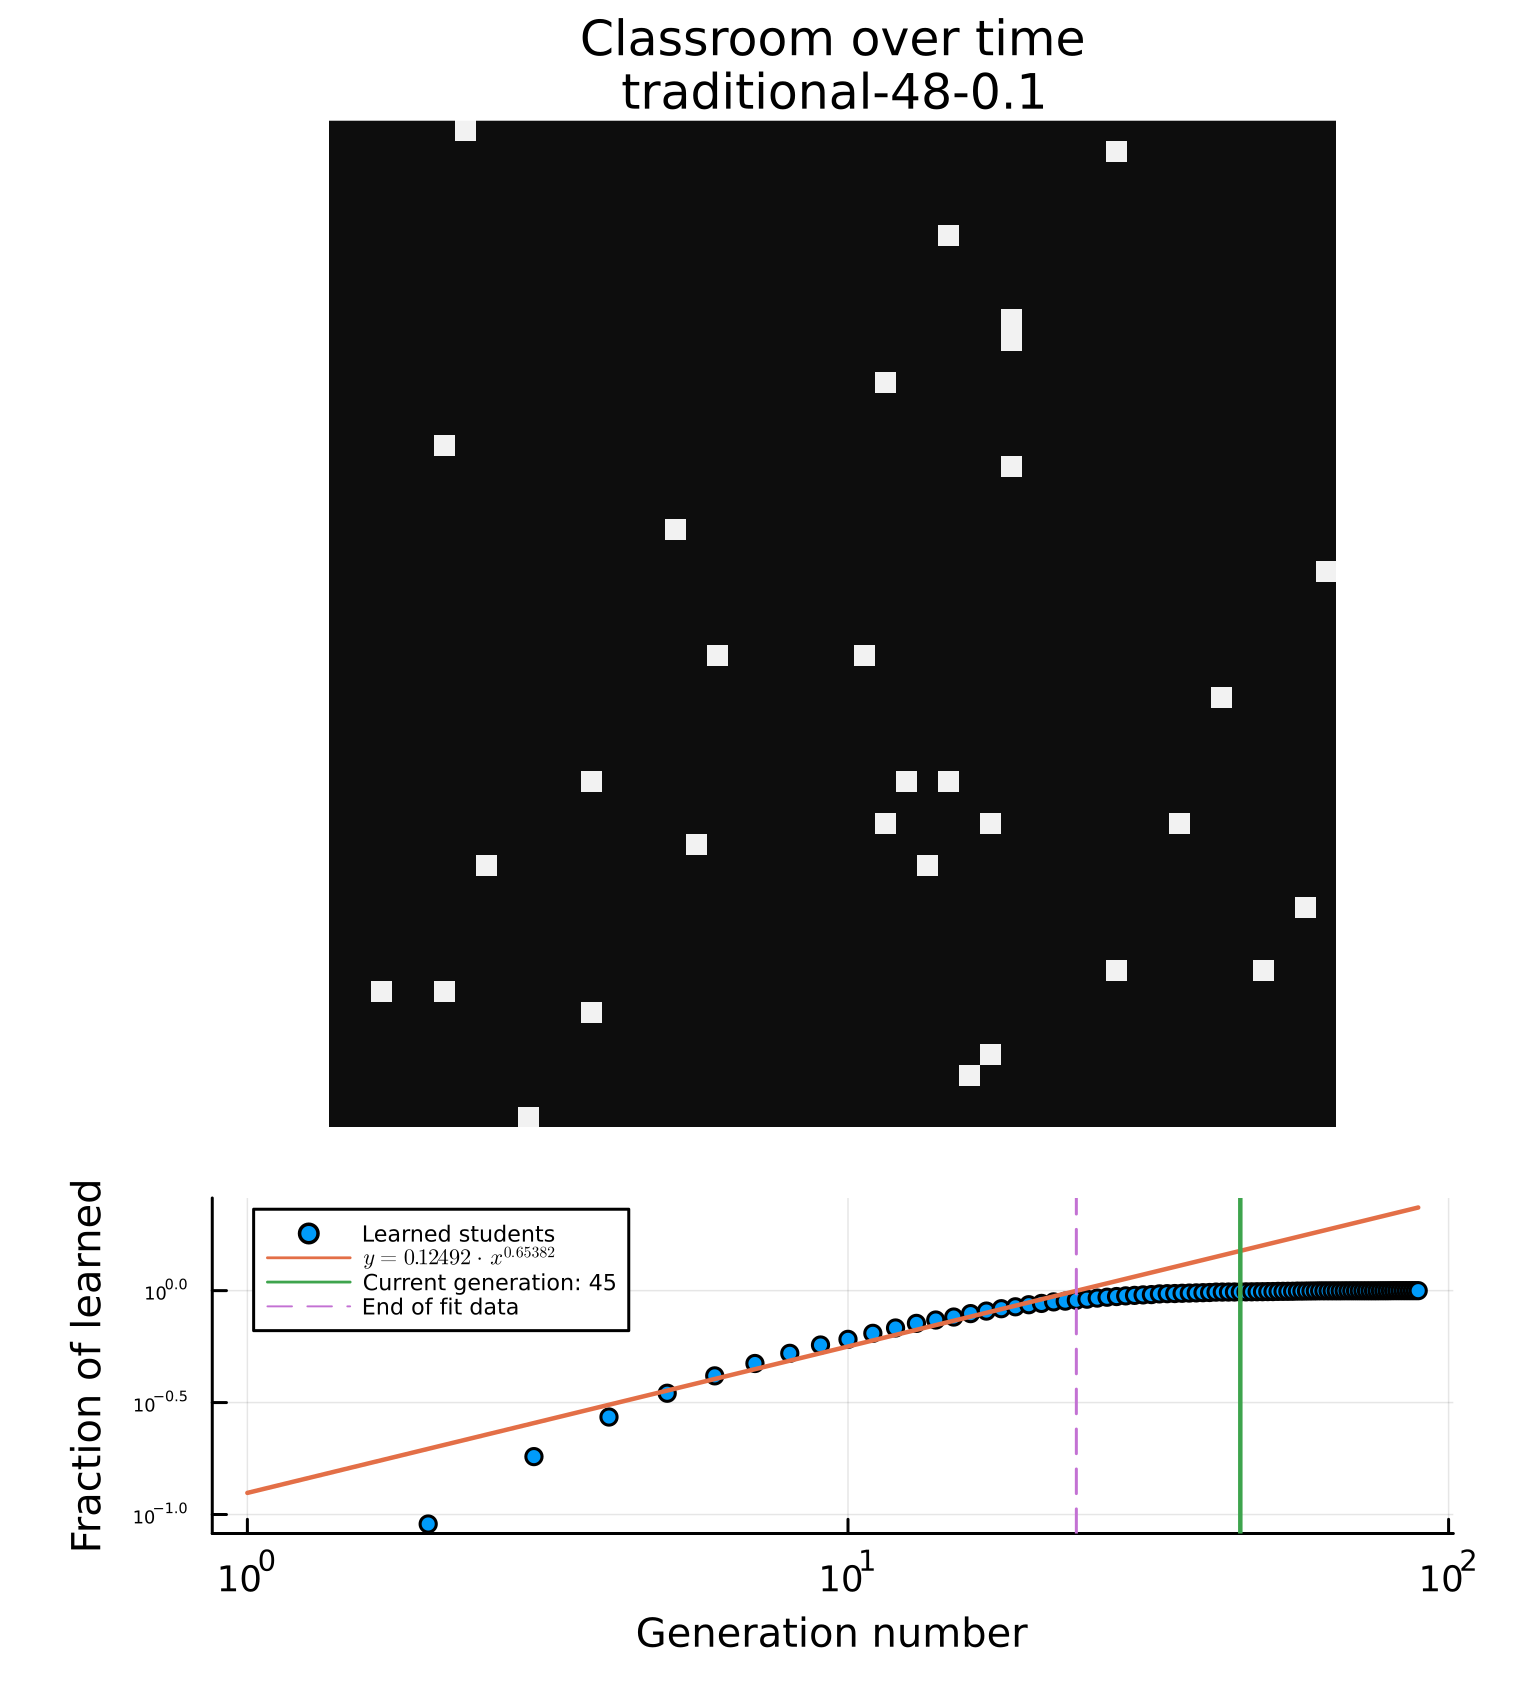 Classroom over time
traditional-48-0.1
Fraction of learned
Learned students
y = 0.12492 · x^0.65382
Current generation: 45
End of fit data
10^0.0
10^−0.5
10^−1.0
10^0 10^1 10^2
Generation number